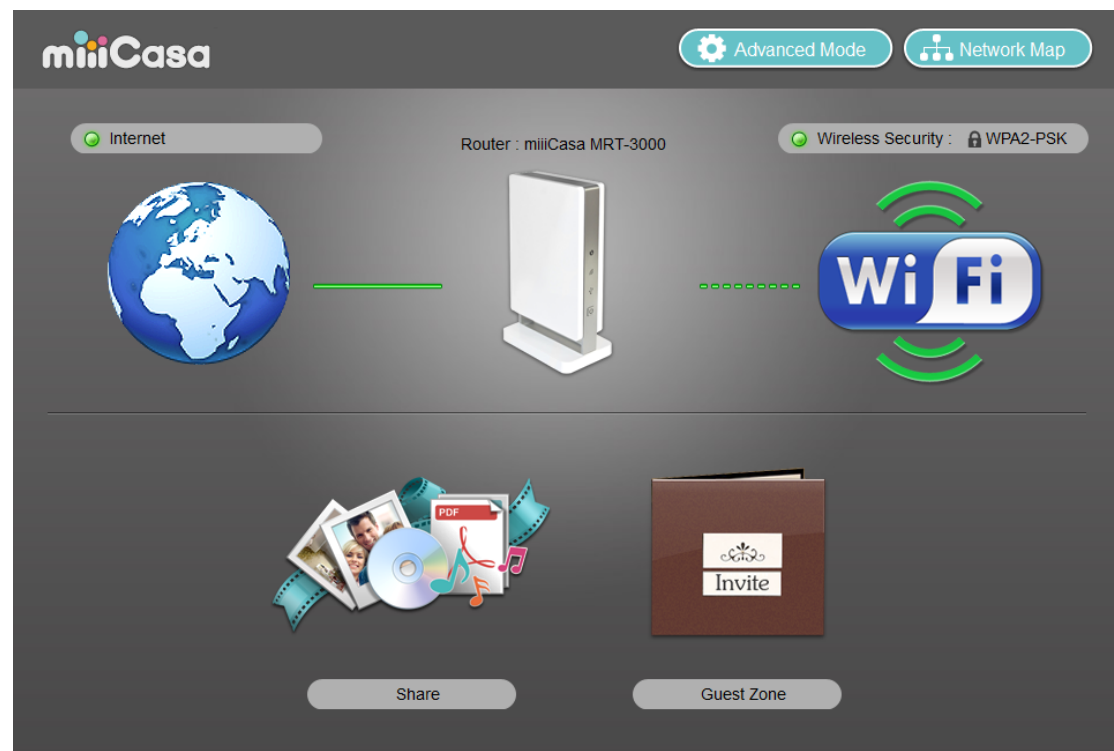 miiiCasa
Advanced Mode
Network Map
Internet
Router : miiiCasa MRT-3000
Wireless Security : WPA2-PSK
Wi Fi
PDF
Invite
Share
Guest Zone